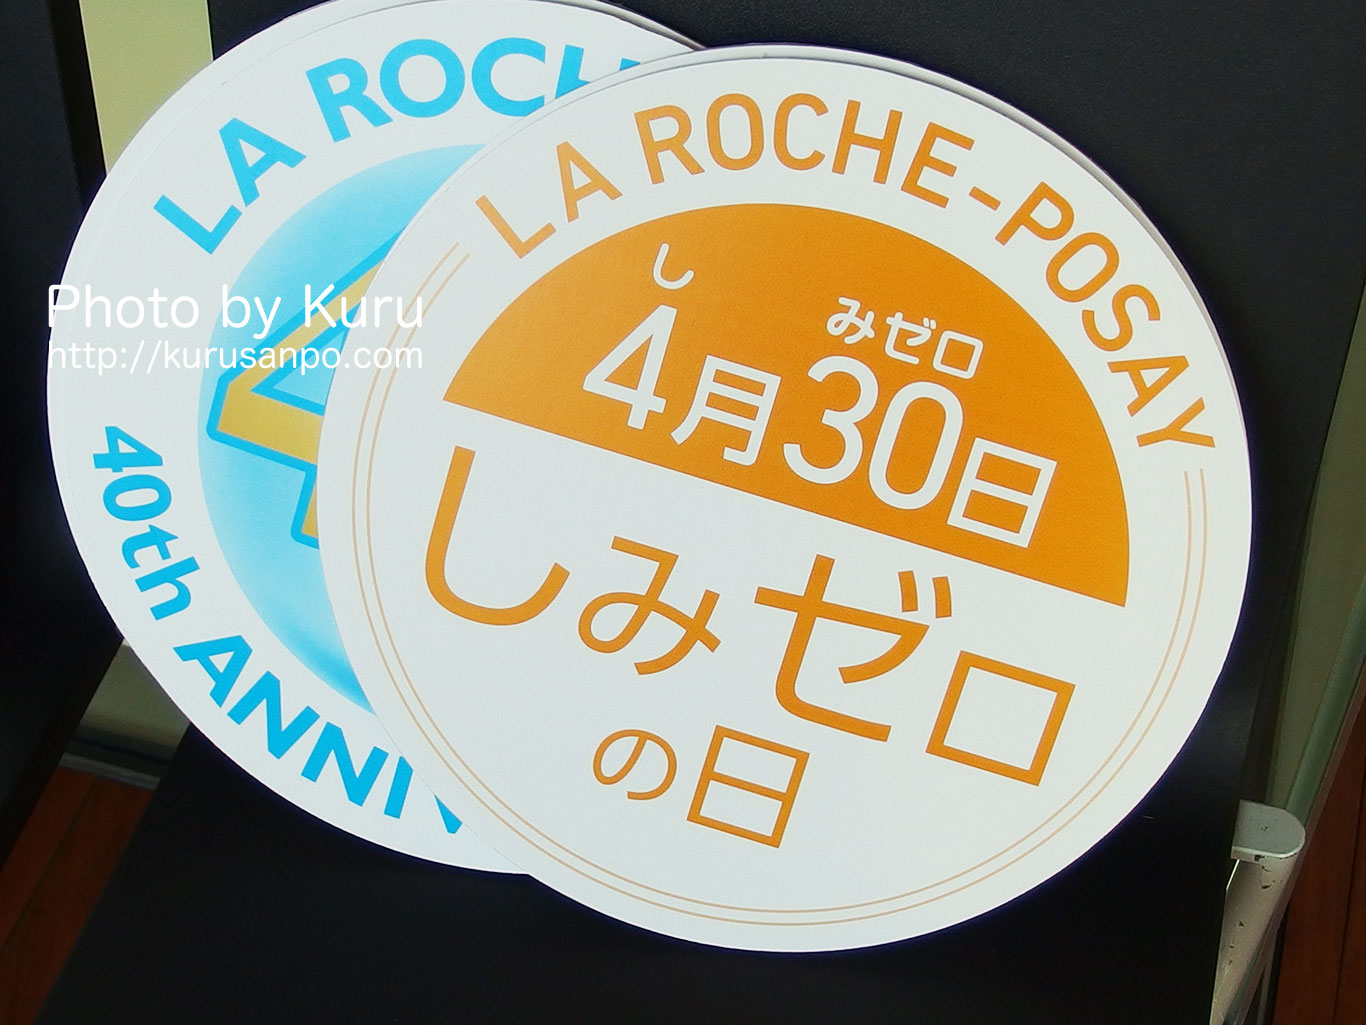 LA ROCHE-POSAY
し みゼロ
4月30日
しみゼロ
の日
LA ROCH
4
40th ANNIV
Photo by Kuru
http://kurusanpo.com